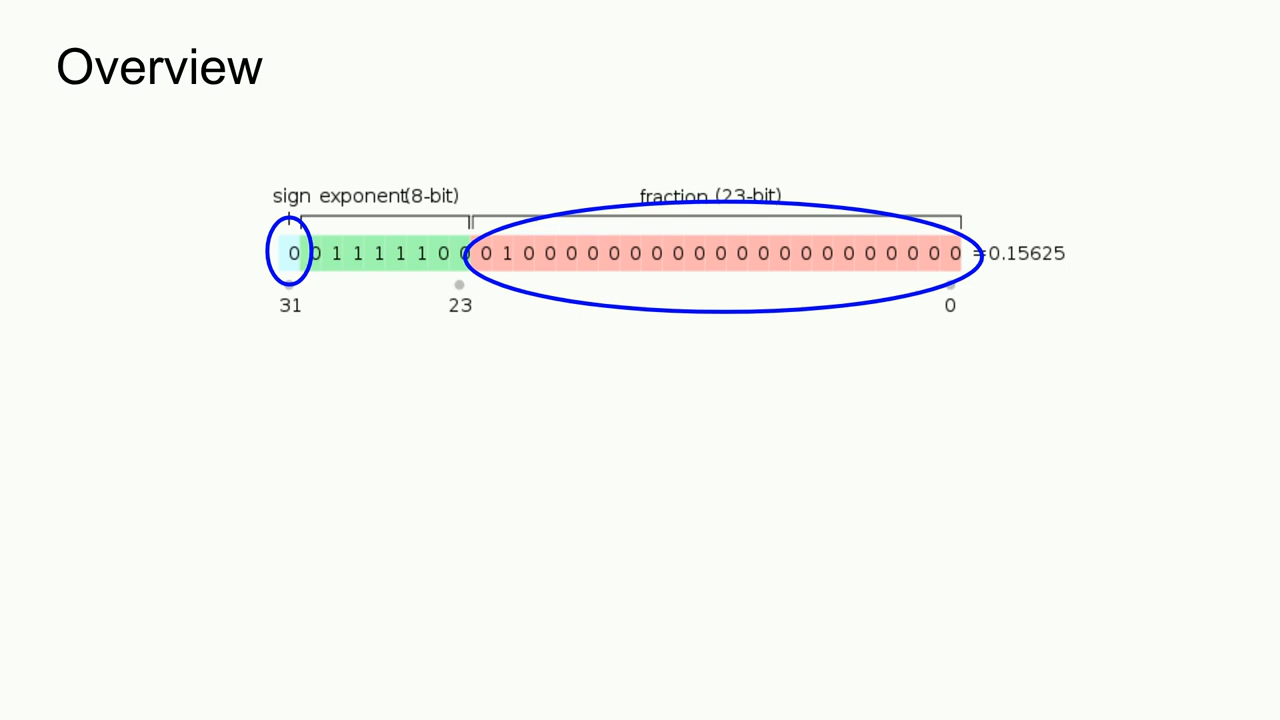 Overview
sign exponent(8-bit) fraction (23-bit)
0 0 1 1 1 1 1 0 0 0 1 0 0 0 0 0 0 0 0 0 0 0 0 0 0 0 0 0 0 0 0 0 =0.15625
31 23 0